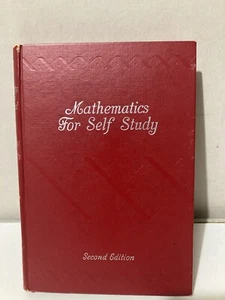 Mathematics
For Self Study
Second Edition